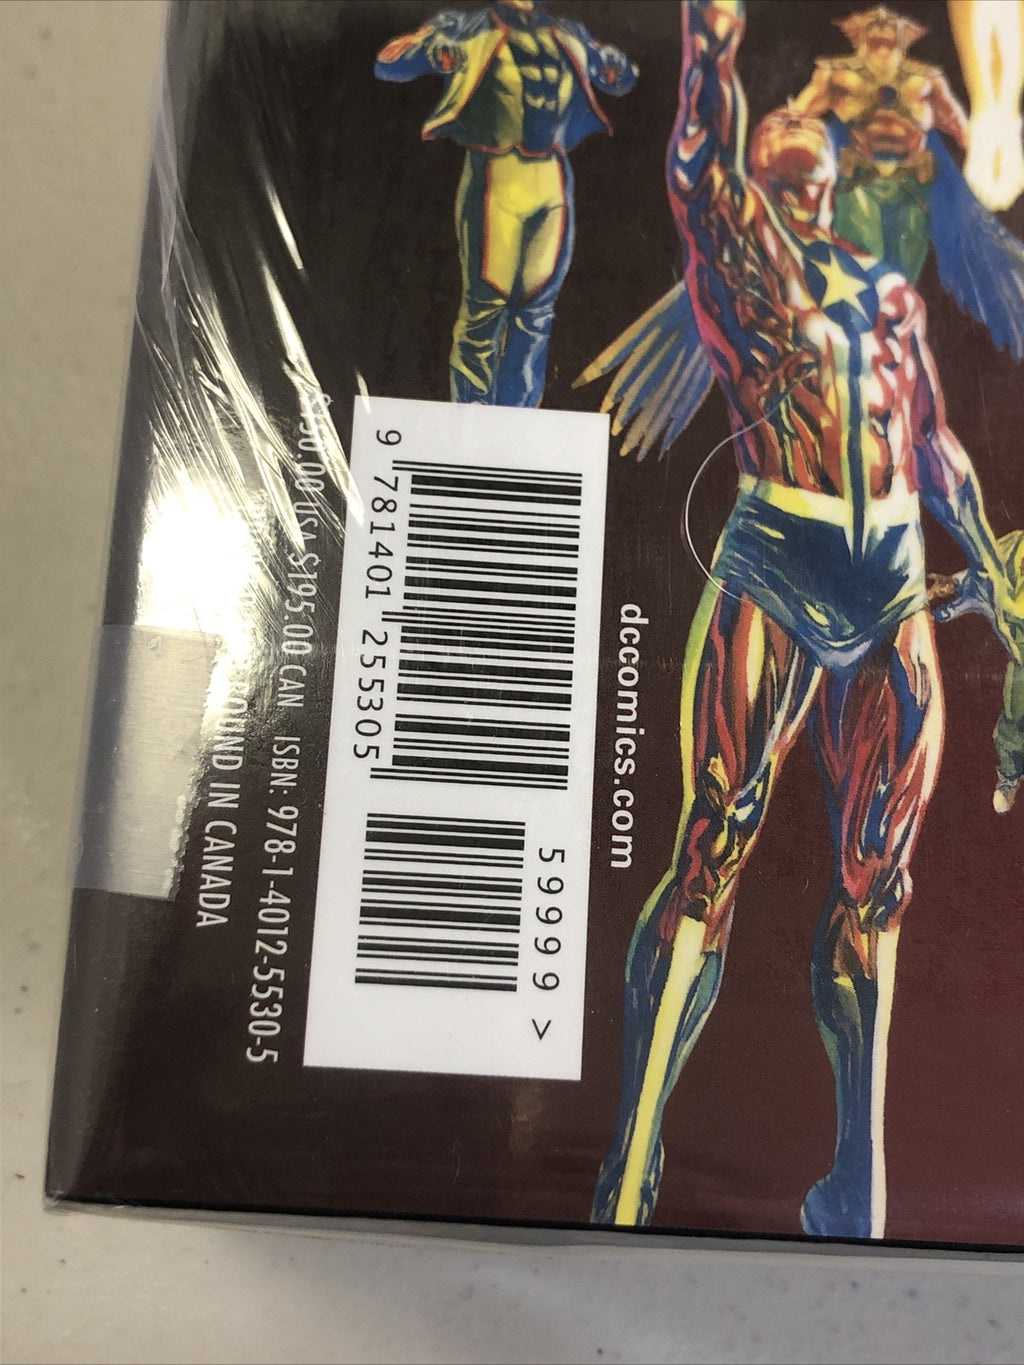 dccomics.com
9 781401 255305
59999 >
$150.00 USA $195.00 CAN ISBN: 978-1-4012-5530-5
BOUND IN CANADA